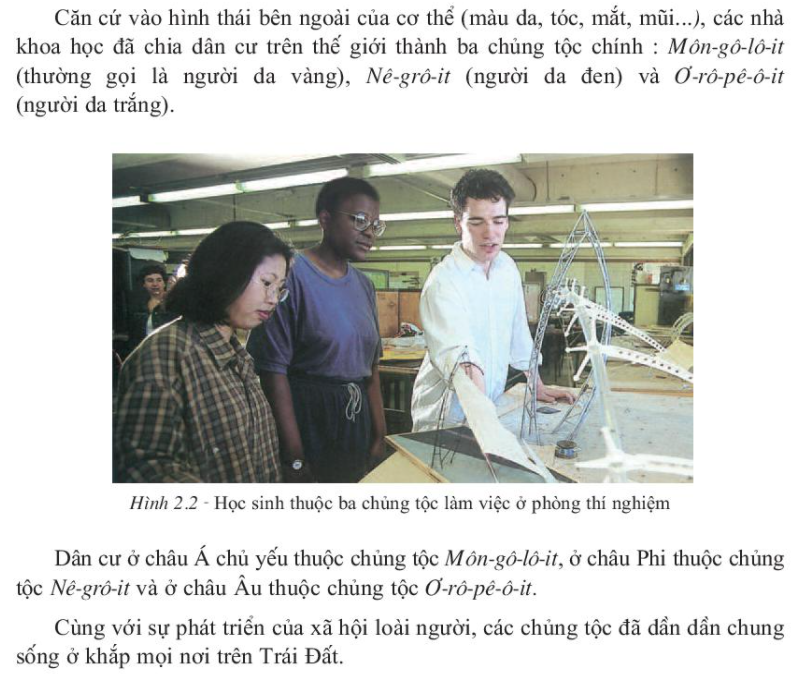 Căn cứ vào hình thái bên ngoài của cơ thể (màu da, tóc, mắt, mũi...), các nhà
khoa học đã chia dân cư trên thế giới thành ba chủng tộc chính : Môn-gô-lô-it
(thường gọi là người da vàng), Nê-grô-it (người da đen) và Ơ-rô-pê-ô-it
(người da trắng).
Hình 2.2 - Học sinh thuộc ba chủng tộc làm việc ở phòng thí nghiệm
Dân cư ở châu Á chủ yếu thuộc chủng tộc Môn-gô-lô-it, ở châu Phi thuộc chủng
tộc Nê-grô-it và ở châu Âu thuộc chủng tộc Ơ-rô-pê-ô-it.
Cùng với sự phát triển của xã hội loài người, các chủng tộc đã dần dần chung
sống ở khắp mọi nơi trên Trái Đất.